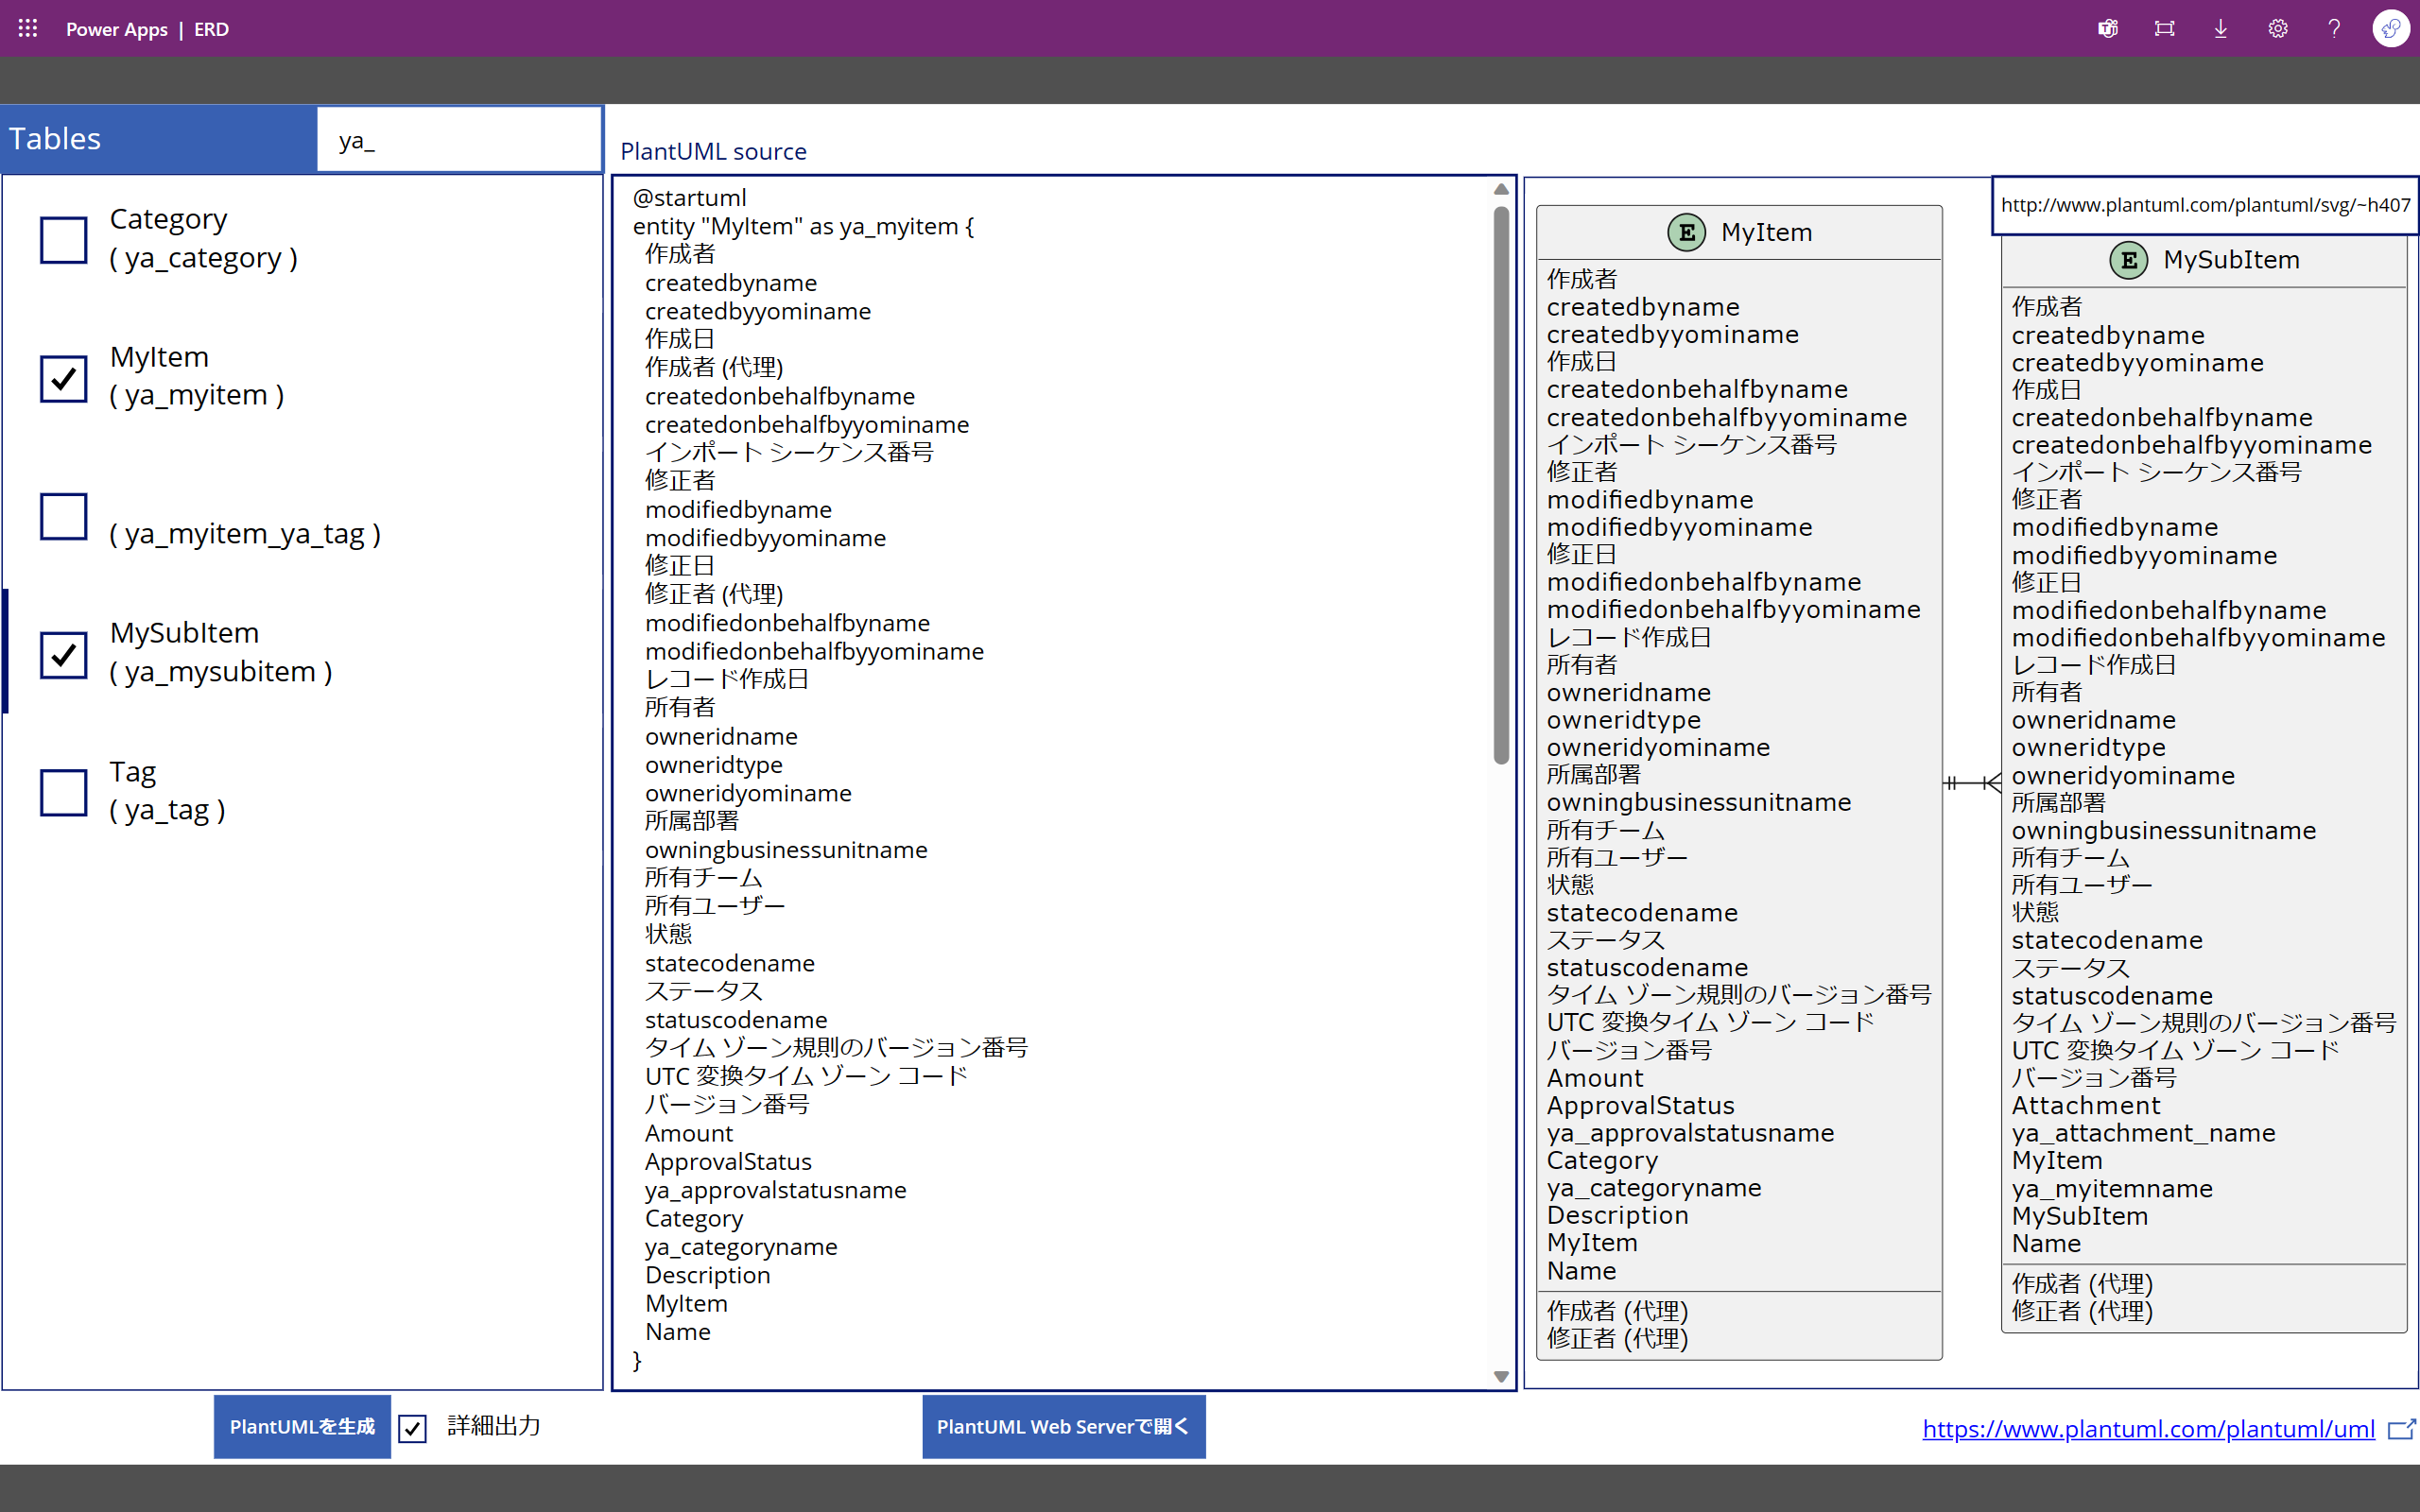 Power Apps | ERD
Tables
ya_
Category
( ya_category )
MyItem
( ya_myitem )
( ya_myitem_ya_tag )
MySubItem
( ya_mysubitem )
Tag
( ya_tag )
PlantUML source
@startuml
entity "MyItem" as ya_myitem {
作成者
createdbyname
createdbyyominame
作成日
作成者 (代理)
createdonbehalfbyname
createdonbehalfbyyominame
インポート シーケンス番号
修正者
modifiedbyname
modifiedbyyominame
修正日
修正者 (代理)
modifiedonbehalfbyname
modifiedonbehalfbyyominame
レコード作成日
所有者
owneridname
owneridtype
owneridyominame
所属部署
owningbusinessunitname
所有チーム
所有ユーザー
状態
statecodename
ステータス
statuscodename
タイム ゾーン規則のバージョン番号
UTC 変換タイム ゾーン コード
バージョン番号
Amount
ApprovalStatus
ya_approvalstatusname
Category
ya_categoryname
Description
MyItem
Name
}
http://www.plantuml.com/plantuml/svg/~h407
E MyItem
作成者
createdbyname
createdbyyominame
作成日
createdonbehalfbyname
createdonbehalfbyyominame
インポート シーケンス番号
修正者
modifiedbyname
modifiedbyyominame
修正日
modifiedonbehalfbyname
modifiedonbehalfbyyominame
レコード作成日
所有者
owneridname
owneridtype
owneridyominame
所属部署
owningbusinessunitname
所有チーム
所有ユーザー
状態
statecodename
ステータス
statuscodename
タイム ゾーン規則のバージョン番号
UTC 変換タイム ゾーン コード
バージョン番号
Amount
ApprovalStatus
ya_approvalstatusname
Category
ya_categoryname
Description
MyItem
Name
作成者 (代理)
修正者 (代理)
E MySubItem
作成者
createdbyname
createdbyyominame
作成日
createdonbehalfbyname
createdonbehalfbyyominame
インポート シーケンス番号
修正者
modifiedbyname
modifiedbyyominame
修正日
modifiedonbehalfbyname
modifiedonbehalfbyyominame
レコード作成日
所有者
owneridname
owneridtype
owneridyominame
所属部署
owningbusinessunitname
所有チーム
所有ユーザー
状態
statecodename
ステータス
statuscodename
タイム ゾーン規則のバージョン番号
UTC 変換タイム ゾーン コード
バージョン番号
Attachment
ya_attachment_name
MyItem
ya_myitemname
MySubItem
Name
作成者 (代理)
修正者 (代理)
PlantUMLを生成
詳細出力
PlantUML Web Serverで開く
https://www.plantuml.com/plantuml/uml